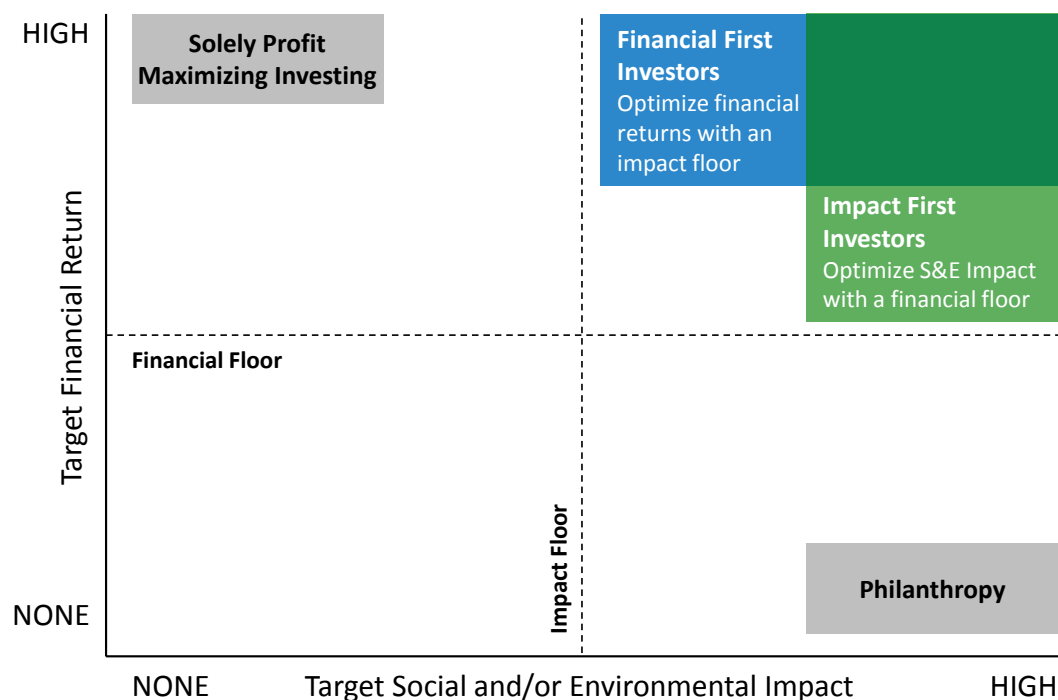 HIGH
Solely Profit
Maximizing Investing
Financial First
Investors
Optimize financial
returns with an
impact floor
Impact First
Investors
Optimize S&E Impact
with a financial floor
Target Financial Return
Financial Floor
Impact Floor
Philanthropy
NONE
NONE
Target Social and/or Environmental Impact
HIGH